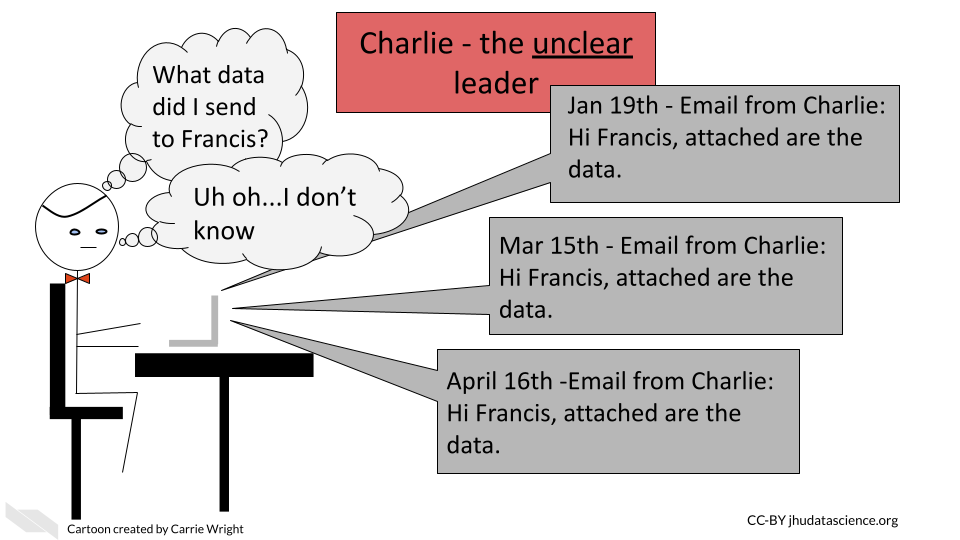 Charlie - the unclear
leader
What data
did I send
to Francis?
Uh oh...I don’t
know
Jan 19th - Email from Charlie:
Hi Francis, attached are the
data.
Mar 15th - Email from Charlie:
Hi Francis, attached are the
data.
April 16th -Email from Charlie:
Hi Francis, attached are the
data.
Cartoon created by Carrie Wright
CC-BY jhudatascience.org